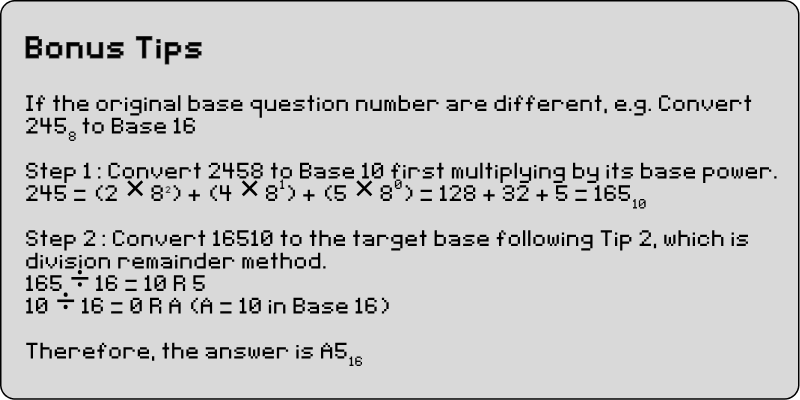 Bonus Tips
If the original base question number are different, e.g. Convert
245₈ to Base 16
Step 1 : Convert 2458 to Base 10 first multiplying by its base power.
245 = (2 × 8²) + (4 × 8¹) + (5 × 8⁰) = 128 + 32 + 5 = 165₁₀
Step 2 : Convert 16510 to the target base following Tip 2, which is
division remainder method.
165 ÷ 16 = 10 R 5
10 ÷ 16 = 0 R A (A = 10 in Base 16)
Therefore, the answer is A5₁₆